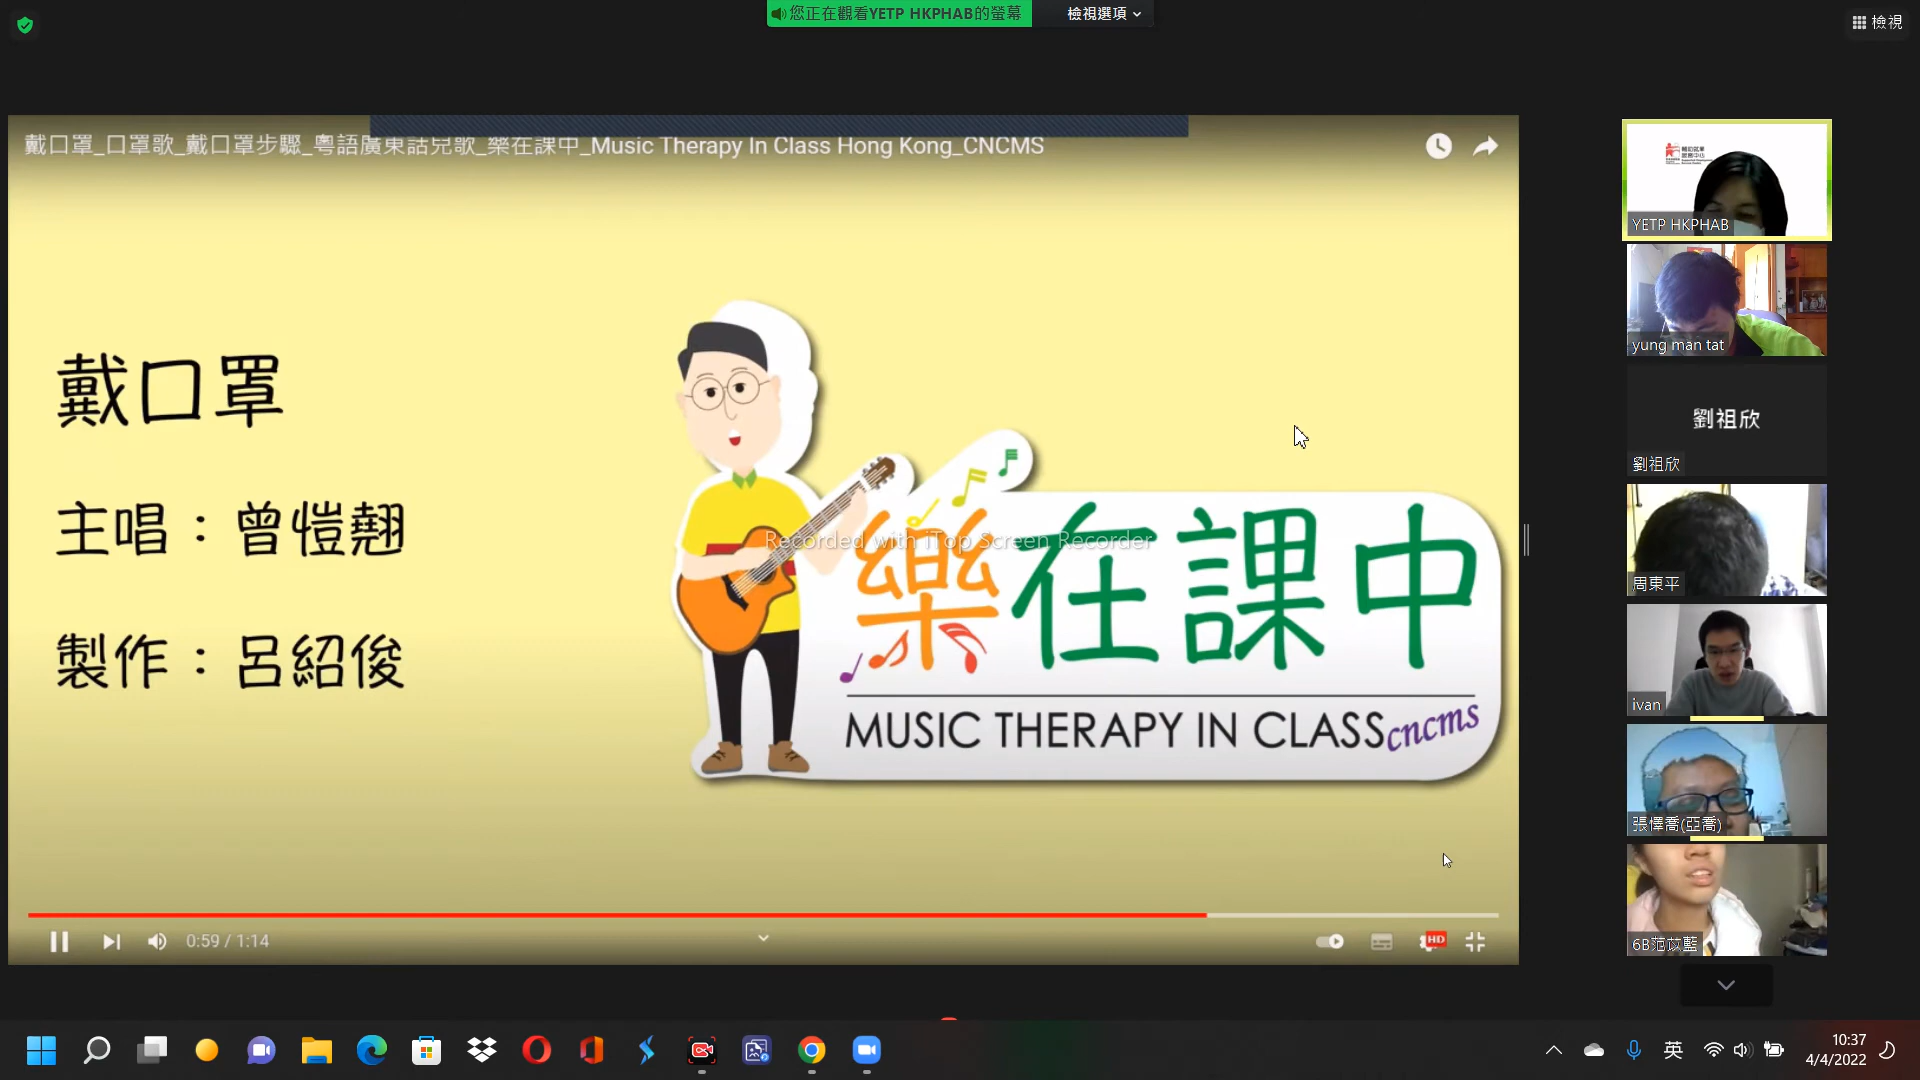 您正在觀看YETP HKPHAB的螢幕
檢視選項
檢視
戴口罩_口罩歌_戴口罩步驟_粵語廣東話兒歌_樂在課中_Music Therapy In Class Hong Kong_CNCMS
戴口罩
主唱：曾愷翹
製作：呂紹俊
Recorded with iTop Screen Recorder
樂在課中
MUSIC THERAPY IN CLASS cncms
0:59 / 1:14
HD
YETP HKPHAB
yung man tat
劉祖欣
劉祖欣
周東平
ivan
張懌喬(亞喬)
6B范苡藍
英
10:37
4/4/2022